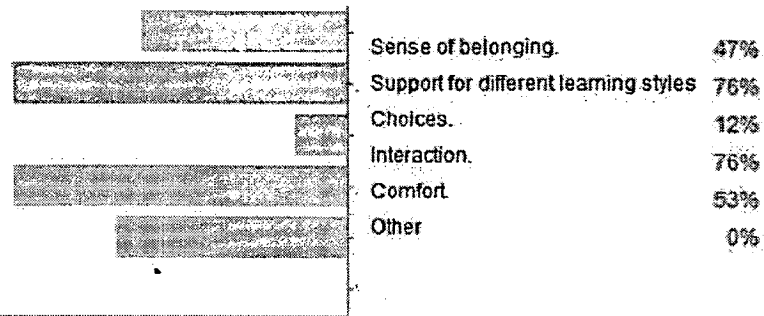 Sense of belonging. 47%
Support for different learning styles 76%
Choices. 12%
Interaction. 76%
Comfort. 53%
Other 0%